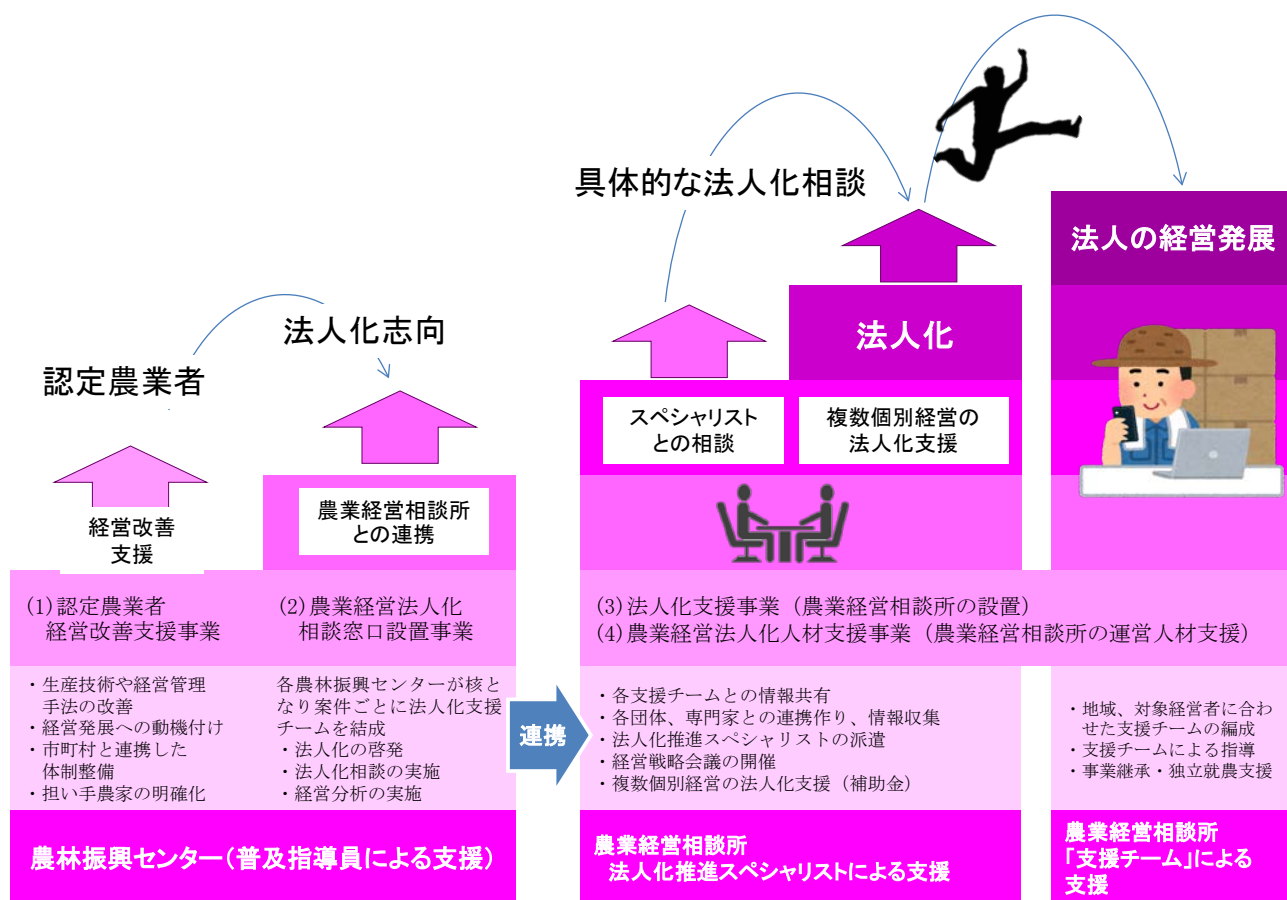 認定農業者
法人化志向
具体的な法人化相談
法人の経営発展
法人化
経営改善
支援
農業経営相談所
との連携
スペシャリスト
との相談
複数個別経営の
法人化支援
(1)認定農業者
経営改善支援事業
(2)農業経営法人化
相談窓口設置事業
(3)法人化支援事業（農業経営相談所の設置）
(4)農業経営法人化人材支援事業（農業経営相談所の運営人材支援）
・生産技術や経営管理
手法の改善
・経営発展への動機付け
・市町村と連携した
体制整備
・担い手農家の明確化
各農林振興センターが核と
なり案件ごとに法人化支援
チームを結成
・法人化の啓発
・法人化相談の実施
・経営分析の実施
連携
・各支援チームとの情報共有
・各団体、専門家との連携作り、情報収集
・法人化推進スペシャリストの派遣
・経営戦略会議の開催
・複数個別経営の法人化支援（補助金）
・地域、対象経営者に合わ
せた支援チームの編成
・支援チームによる指導
・事業継承・独立就農支援
農林振興センター（普及指導員による支援）
農業経営相談所
法人化推進スペシャリストによる支援
農業経営相談所
「支援チーム」による
支援